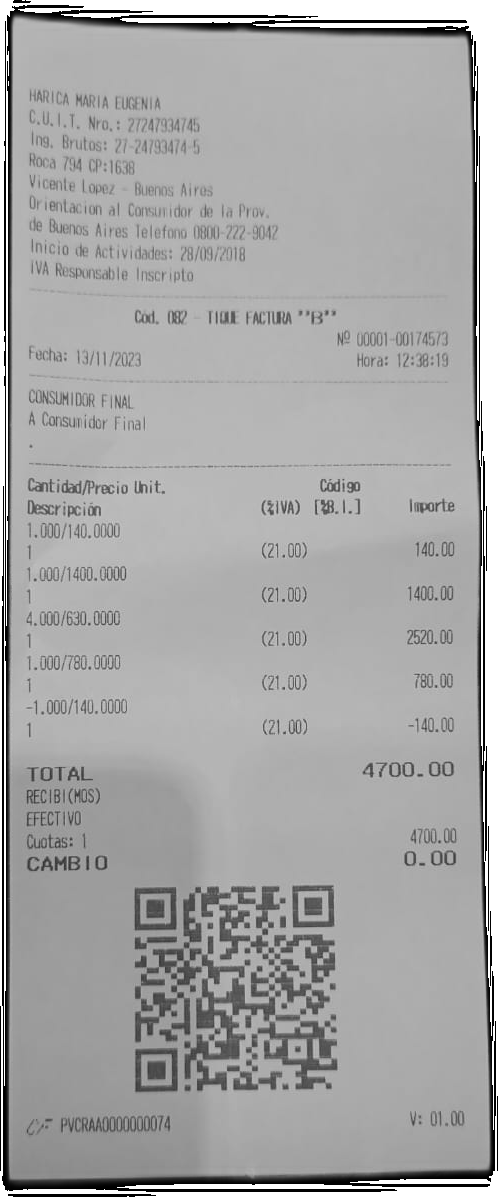 HARICA MARIA EUGENIA
C.U.I.T. Nro.: 27247934745
Ing. Brutos: 27-24793474-5
Roca 794 CP:1638
Vicente Lopez - Buenos Aires
Orientacion al Consumidor de la Prov.
de Buenos Aires Telefono 0800-222-9042
Inicio de Actividades: 28/09/2018
IVA Responsable Inscripto
Cod. 082 - TIQUE FACTURA "B"
Nº 00001-00174573
Fecha: 13/11/2023 Hora: 12:38:19
CONSUMIDOR FINAL
A Consumidor Final
.
Cantidad/Precio Unit. Código
Descripción (%IVA) [%B.I.] Importe
1.000/140.0000
1 (21.00) 140.00
1.000/1400.0000
1 (21.00) 1400.00
4.000/630.0000
1 (21.00) 2520.00
1.000/780.0000
1 (21.00) 780.00
-1.000/140.0000
1 (21.00) -140.00
TOTAL 4700.00
RECIBI(MOS)
EFECTIVO
Cuotas: 1 4700.00
CAMBIO 0.00
CF PVCRAA0000000074 V: 01.00